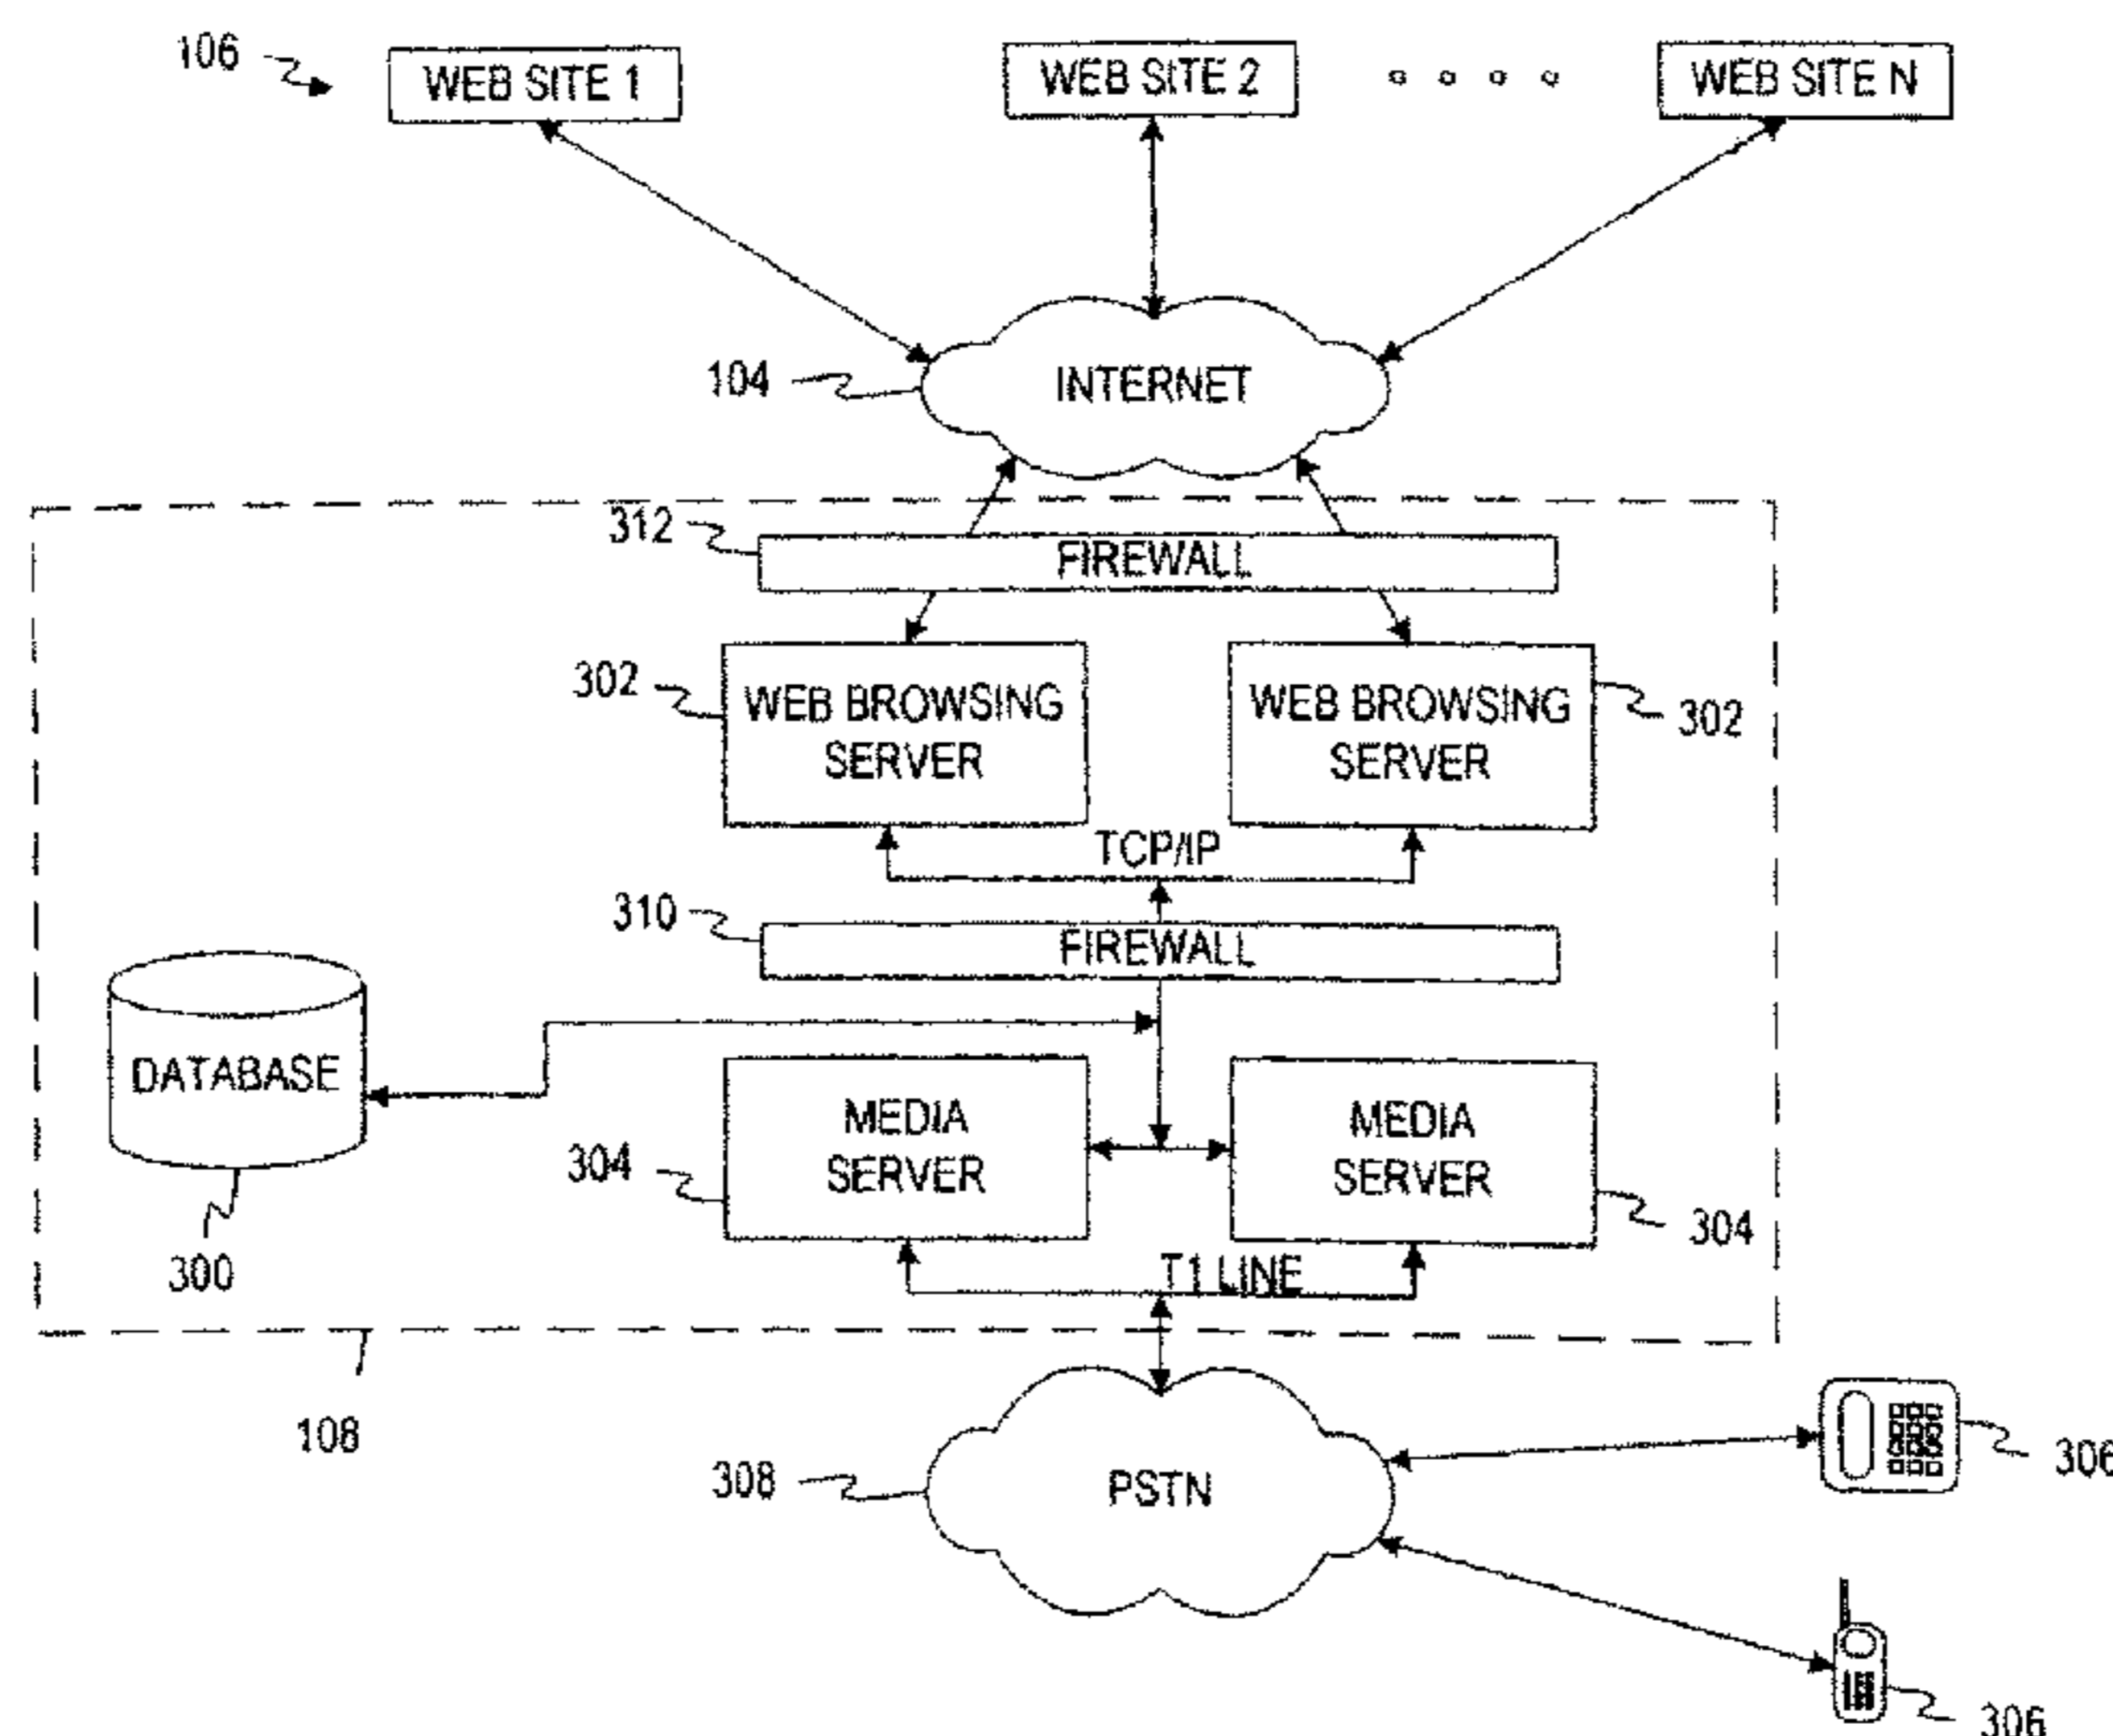 106
WEB SITE 1
WEB SITE 2
WEB SITE N
104
INTERNET
312
FIREWALL
302
WEB BROWSING
SERVER
WEB BROWSING
SERVER
302
TCP/IP
310
FIREWALL
DATABASE
300
304
MEDIA
SERVER
MEDIA
SERVER
304
T1 LINE
108
308
PSTN
306
306